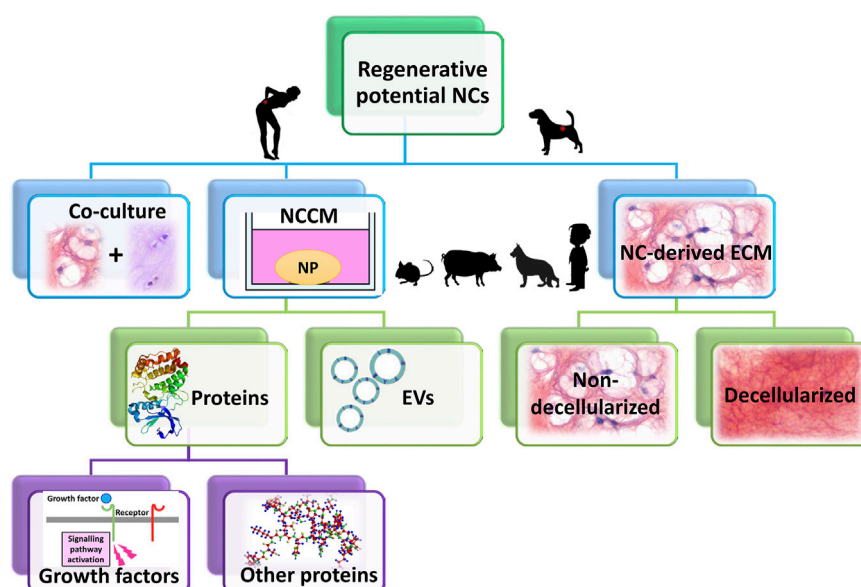 Regenerative
potential NCs
Co-culture
+
NCCM
NP
NC-derived ECM
Proteins
EVs
Non-
decellularized
Decellularized
Growth factor
Receptor
Signalling
pathway
activation
Growth factors
Other proteins